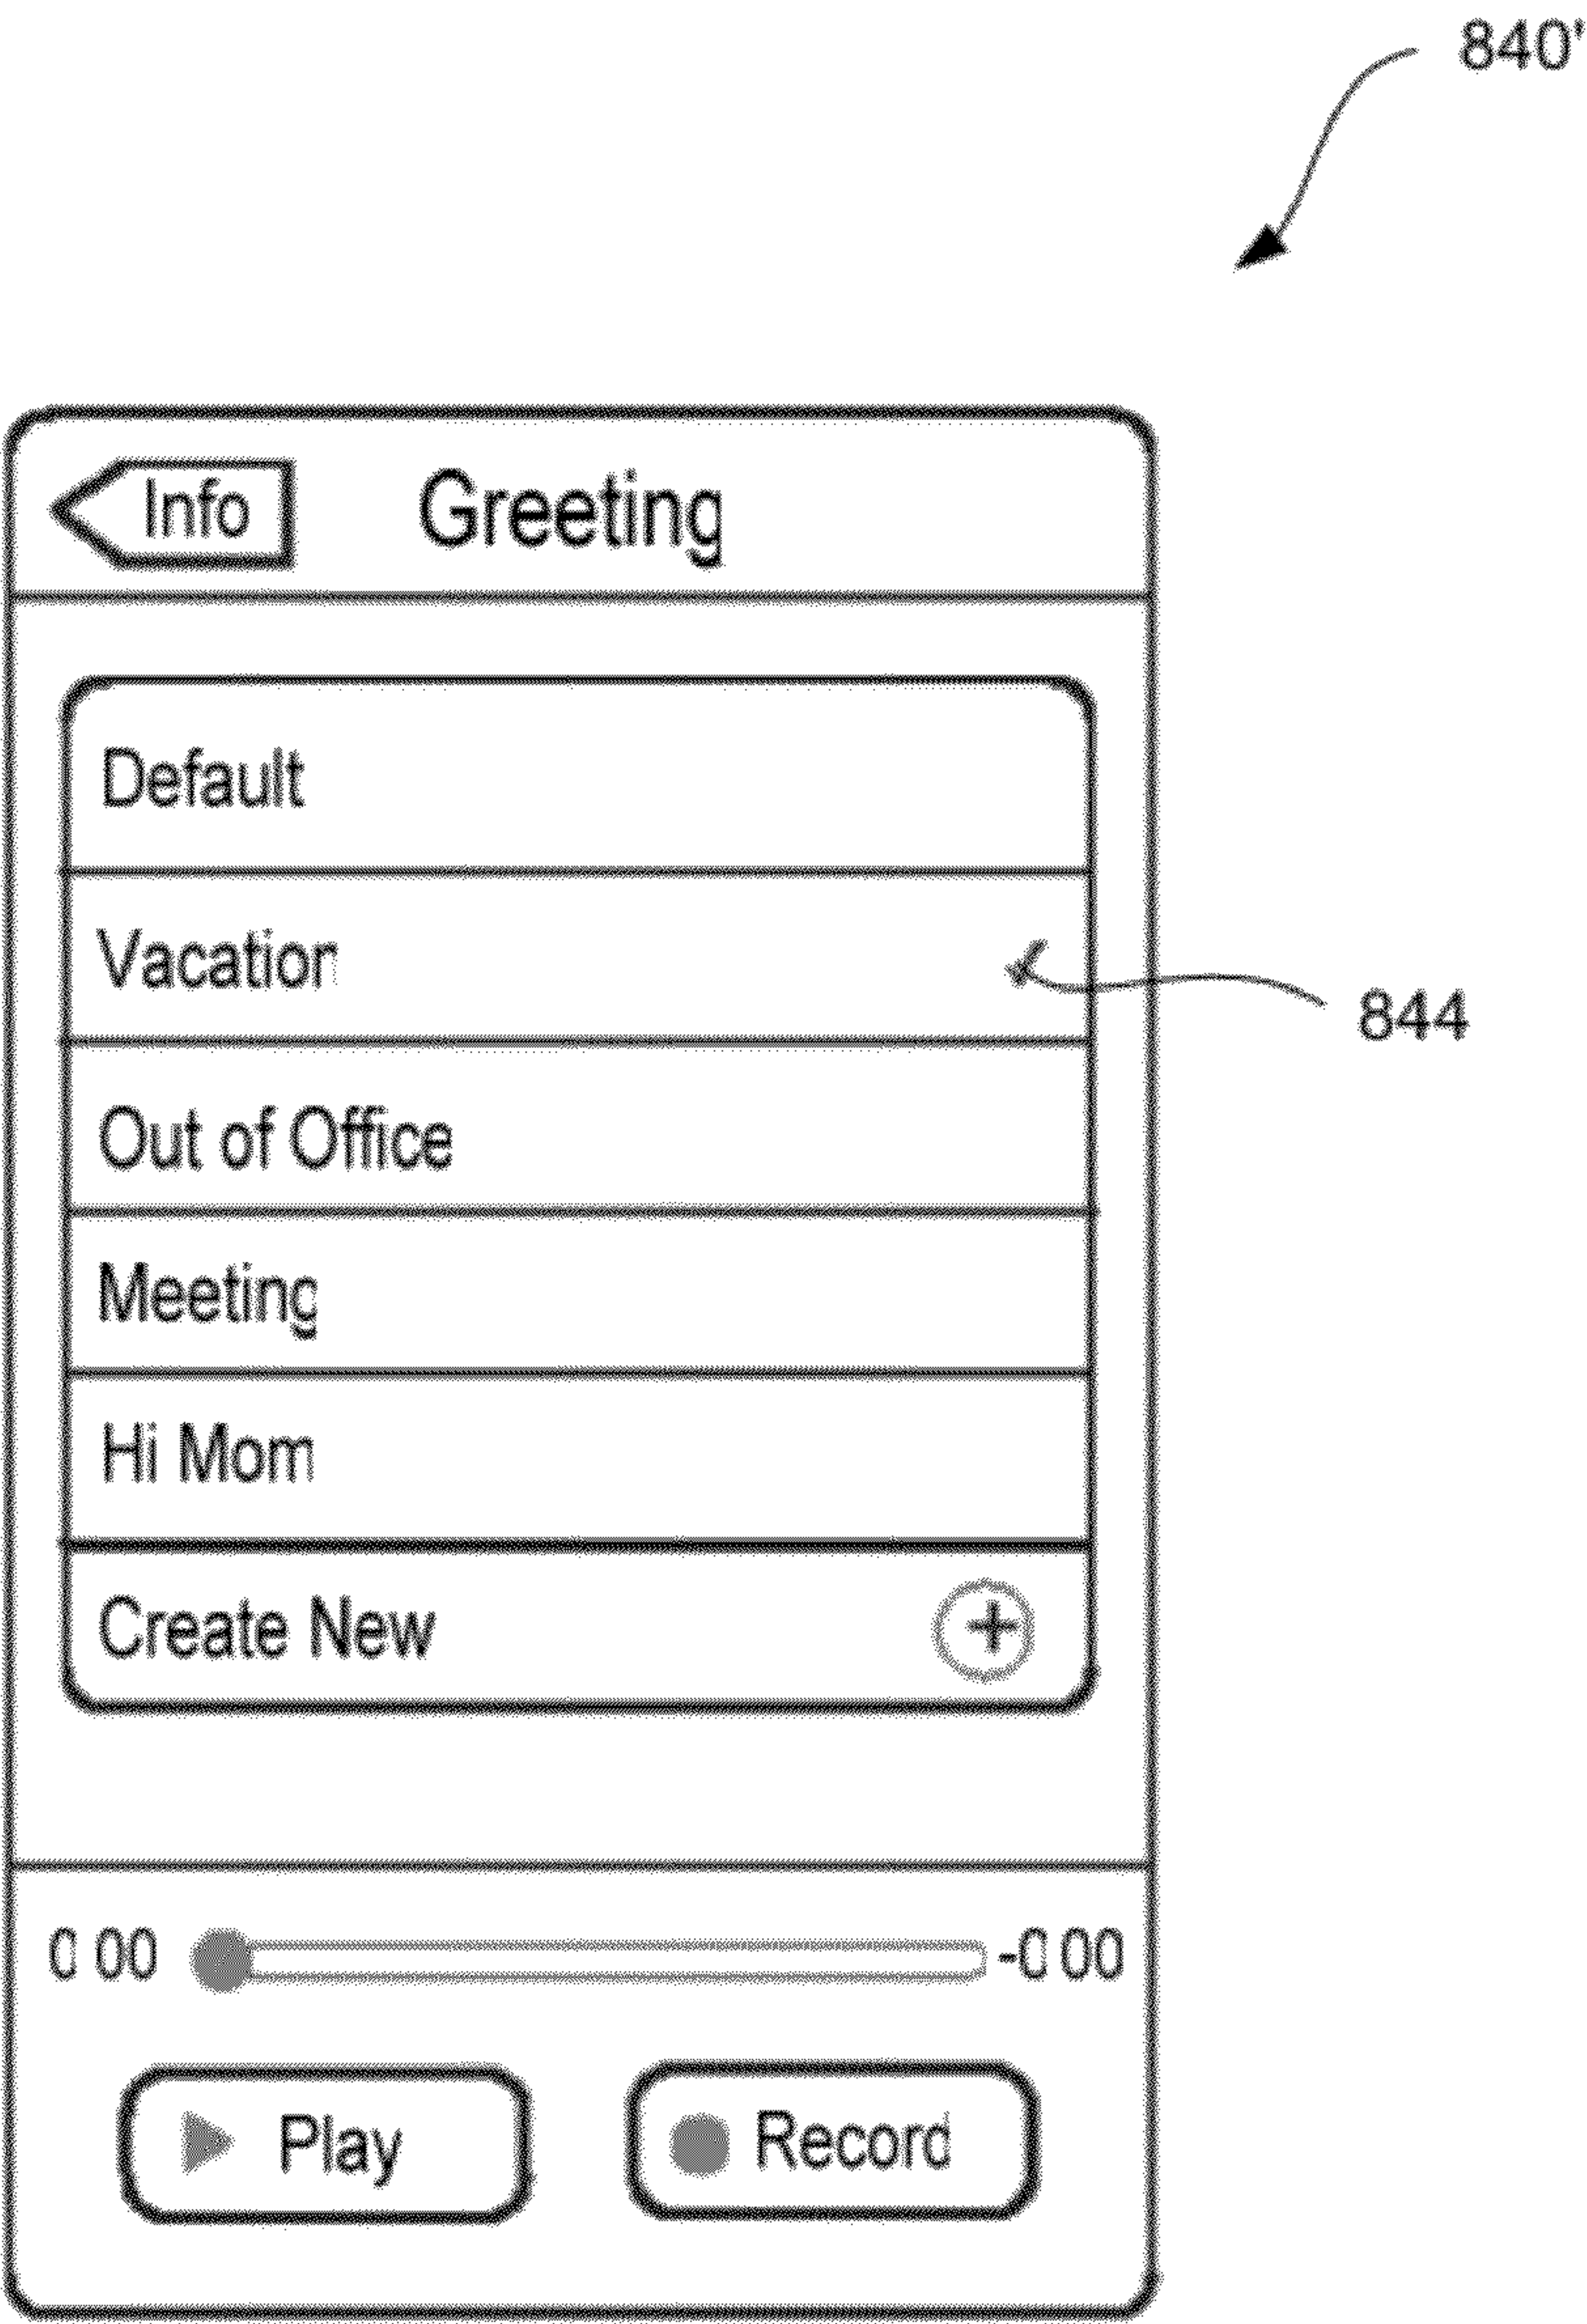 840'
Info Greeting
Default
Vacation
844
Out of Office
Meeting
Hi Mom
Create New +
0 00 -0 00
Play Record